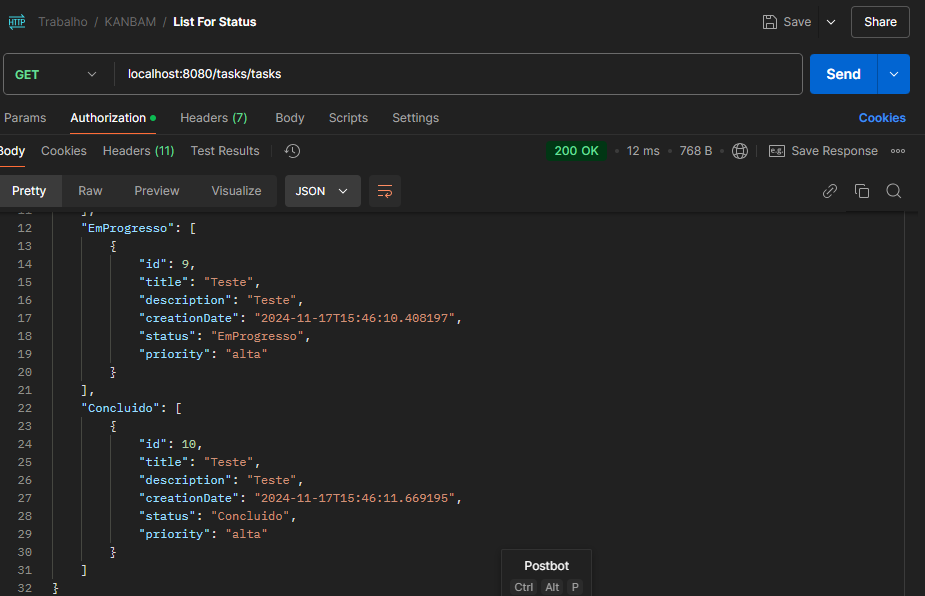 HTTP Trabalho / KANBAM / List For Status Save Share
GET localhost:8080/tasks/tasks Send
Params Authorization Headers (7) Body Scripts Settings Cookies
Body Cookies Headers (11) Test Results 200 OK 12 ms 768 B e.g. Save Response
Pretty Raw Preview Visualize JSON
11 ],
12 "EmProgresso": [
13 {
14 "id": 9,
15 "title": "Teste",
16 "description": "Teste",
17 "creationDate": "2024-11-17T15:46:10.408197",
18 "status": "EmProgresso",
19 "priority": "alta"
20 }
21 ],
22 "Concluido": [
23 {
24 "id": 10,
25 "title": "Teste",
26 "description": "Teste",
27 "creationDate": "2024-11-17T15:46:11.669195",
28 "status": "Concluido",
29 "priority": "alta"
30 }
31 ]
32 }
Postbot
Ctrl Alt P